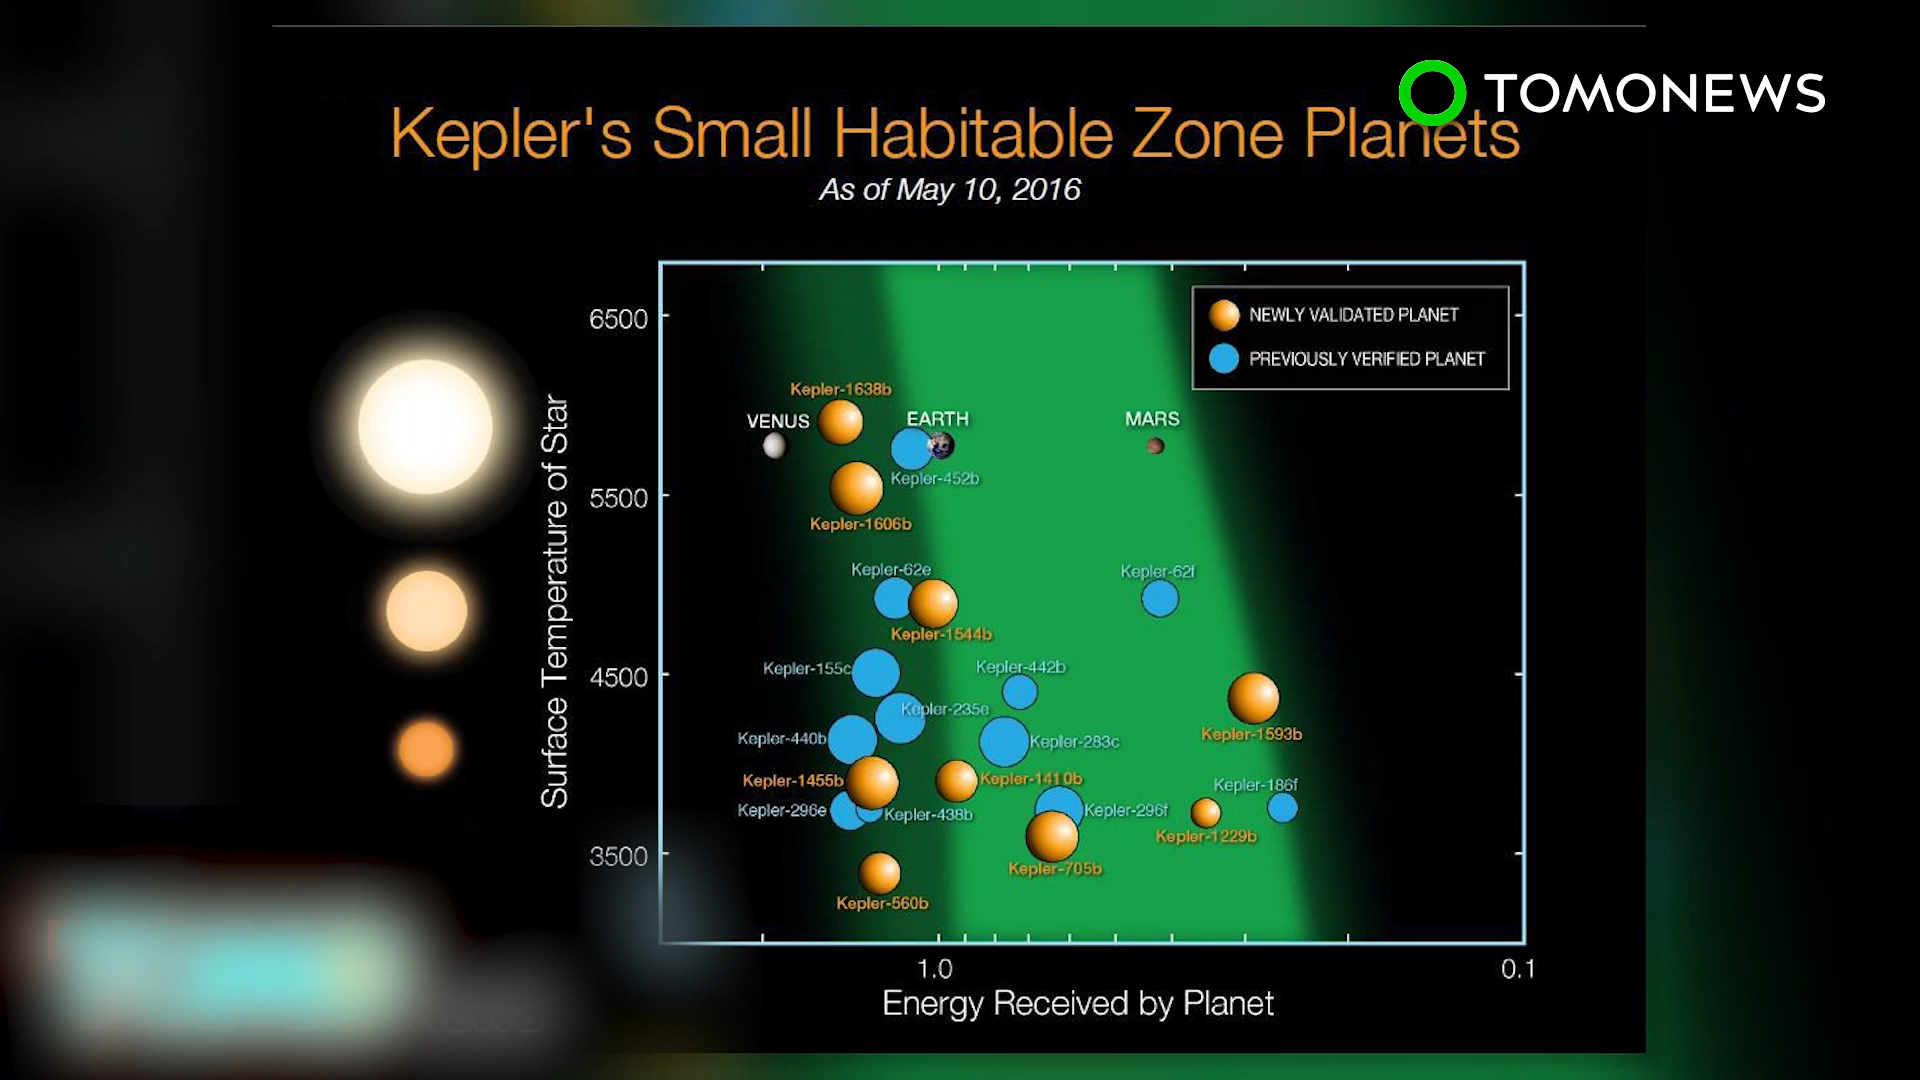 TOMONEWS
Kepler's Small Habitable Zone Planets
As of May 10, 2016
6500
5500
4500
3500
Surface Temperature of Star
NEWLY VALIDATED PLANET
PREVIOUSLY VERIFIED PLANET
Kepler-1638b
VENUS
EARTH
MARS
Kepler-452b
Kepler-1606b
Kepler-62e
Kepler-62f
Kepler-1544b
Kepler-155c
Kepler-442b
Kepler-235e
Kepler-1593b
Kepler-440b
Kepler-283c
Kepler-1455b
Kepler-1410b
Kepler-186f
Kepler-296e
Kepler-438b
Kepler-296f
Kepler-1229b
Kepler-705b
Kepler-560b
1.0
0.1
Energy Received by Planet